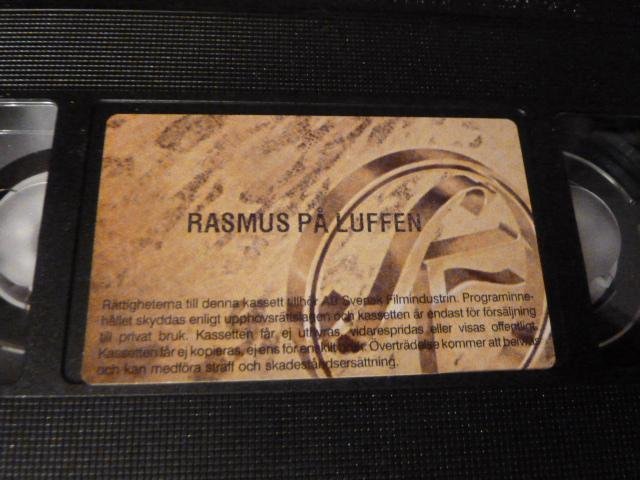 RASMUS PÅ LUFFEN
Rättigheterna till denna kassett tillhör AB Svensk Filmindustrin. Programinne-
hållet skyddas enligt upphovsrättslagen och kassetten är endast för försäljning
till privat bruk. Kassetten får ej uthyras, vidarespridas eller visas offentligt.
Kassetten får ej kopieras, ej ens för enskilt bruk. Överträdelse kommer att beivras
och kan medföra straff och skadeståndsersättning.